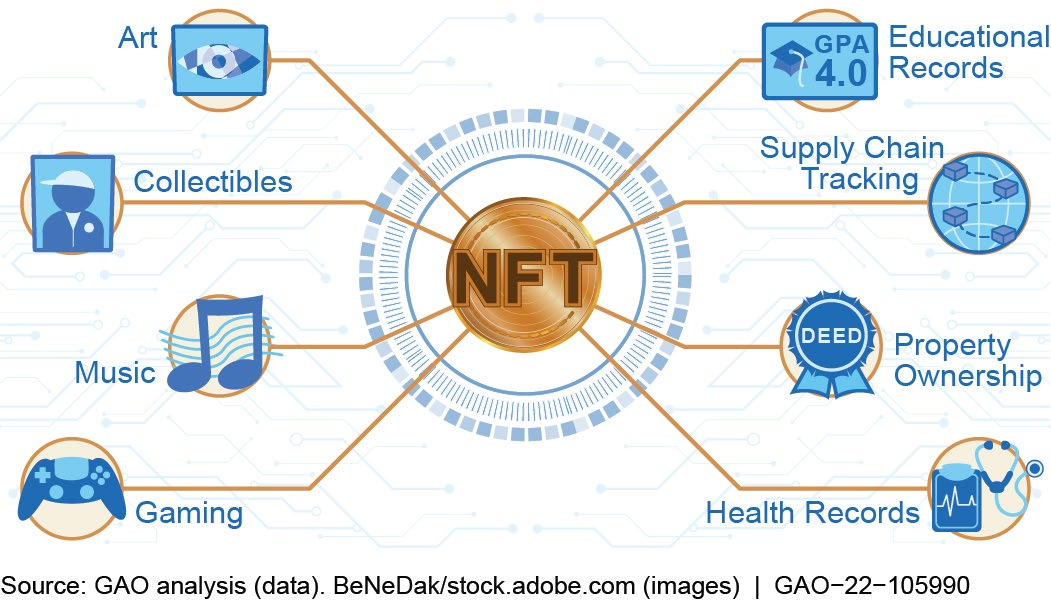 Art
GPA
4.0
Educational
Records
Collectibles
Supply Chain
Tracking
NFT
Music
DEED
Property
Ownership
Gaming
Health Records
Source: GAO analysis (data). BeNeDak/stock.adobe.com (images) | GAO−22−105990